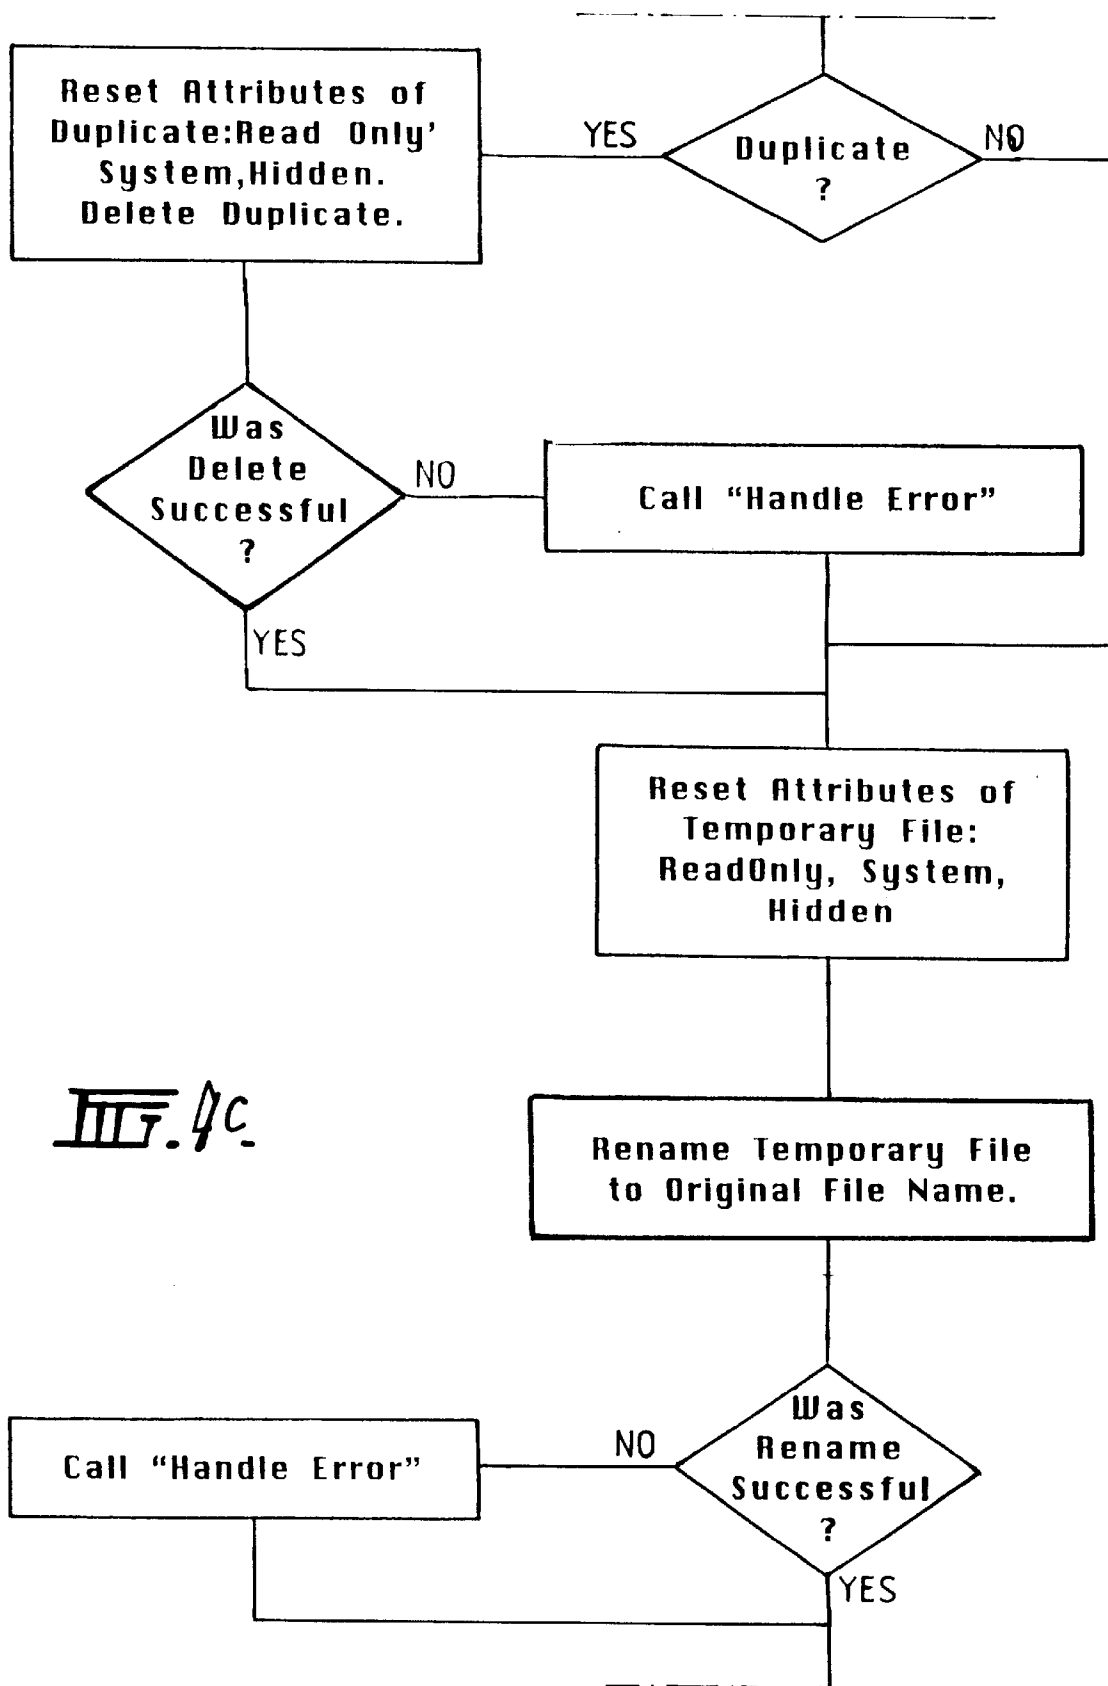 Reset Attributes of
Duplicate:Read Only'
System,Hidden.
Delete Duplicate.
YES
Duplicate
?
NO
Was
Delete
Successful
?
NO
YES
Call “Handle Error”
Reset Attributes of
Temporary File:
ReadOnly, System,
Hidden
FIG. 4C
Rename Temporary File
to Original File Name.
Was
Rename
Successful
?
NO
YES
Call “Handle Error”